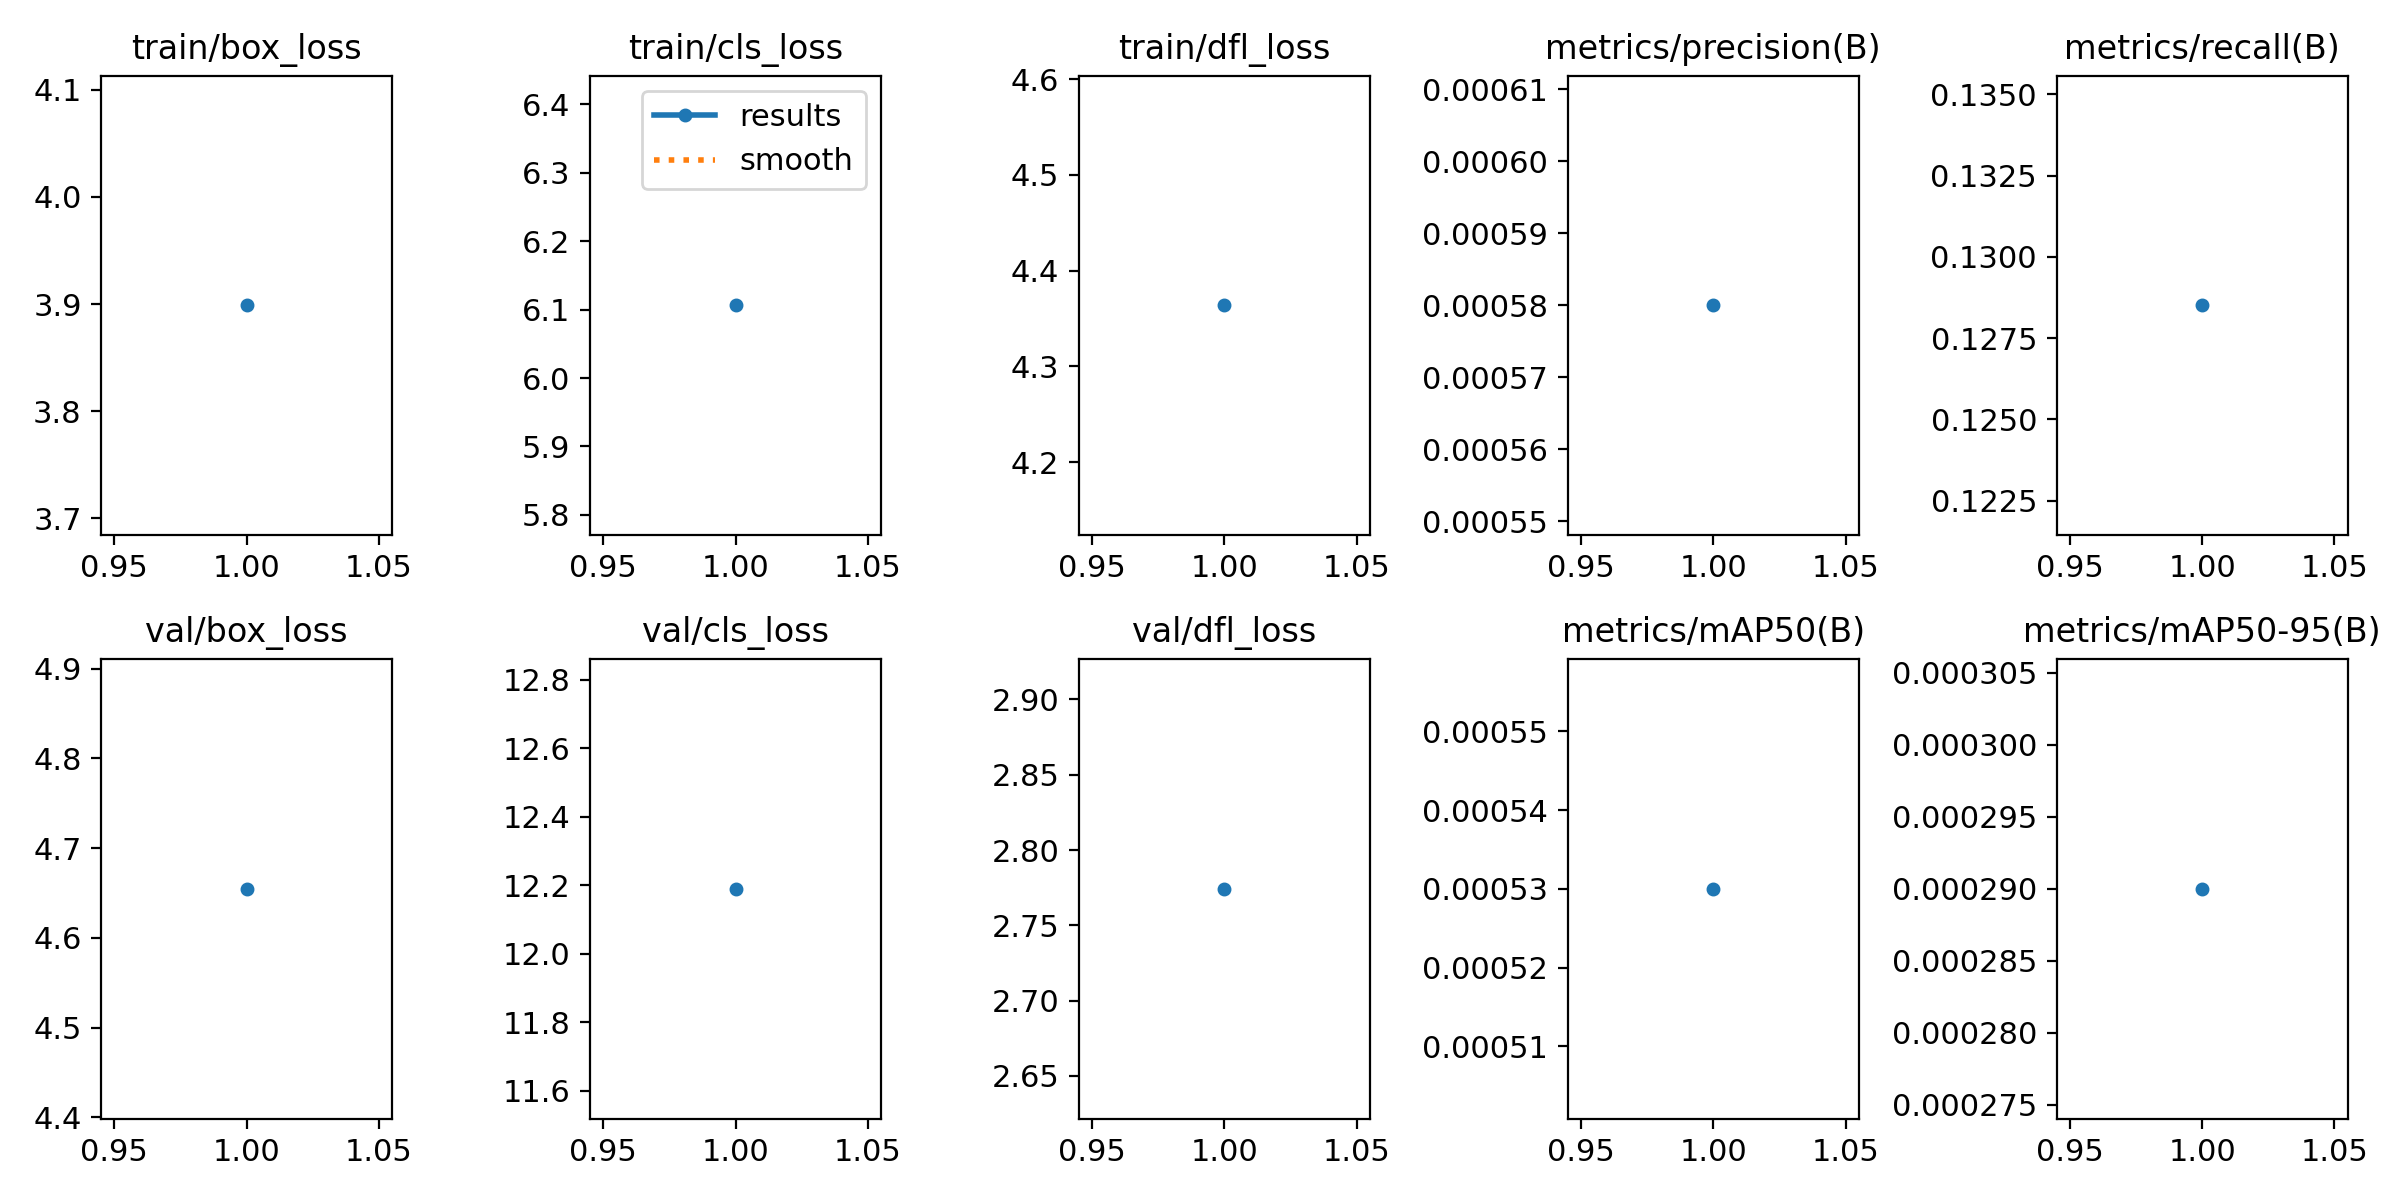 train/box_loss
4.1
4.0
3.9
3.8
3.7
0.95 1.00 1.05
train/cls_loss
6.4
6.3
6.2
6.1
6.0
5.9
5.8
results
smooth
0.95 1.00 1.05
train/dfl_loss
4.6
4.5
4.4
4.3
4.2
0.95 1.00 1.05
metrics/precision(B)
0.00061
0.00060
0.00059
0.00058
0.00057
0.00056
0.00055
0.95 1.00 1.05
metrics/recall(B)
0.1350
0.1325
0.1300
0.1275
0.1250
0.1225
0.95 1.00 1.05
val/box_loss
4.9
4.8
4.7
4.6
4.5
4.4
0.95 1.00 1.05
val/cls_loss
12.8
12.6
12.4
12.2
12.0
11.8
11.6
0.95 1.00 1.05
val/dfl_loss
2.90
2.85
2.80
2.75
2.70
2.65
0.95 1.00 1.05
metrics/mAP50(B)
0.00055
0.00054
0.00053
0.00052
0.00051
0.95 1.00 1.05
metrics/mAP50-95(B)
0.000305
0.000300
0.000295
0.000290
0.000285
0.000280
0.000275
0.95 1.00 1.05